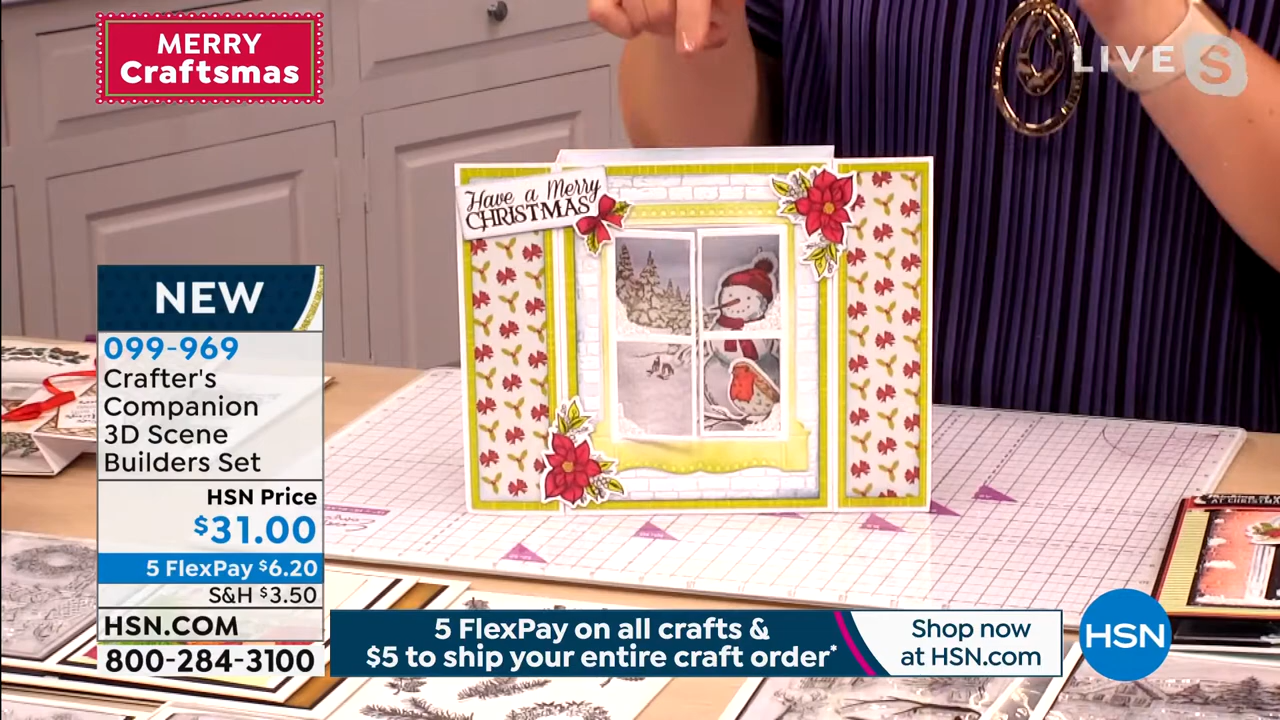 MERRY
Craftsmas
LIVE S
Have a Merry
CHRISTMAS
NEW
099-969
Crafter's
Companion
3D Scene
Builders Set
HSN Price
$31.00
5 FlexPay $6.20
S&H $3.50
HSN.COM
800-284-3100
5 FlexPay on all crafts &
$5 to ship your entire craft order*
Shop now
at HSN.com
HSN
AT CHRISTMAS